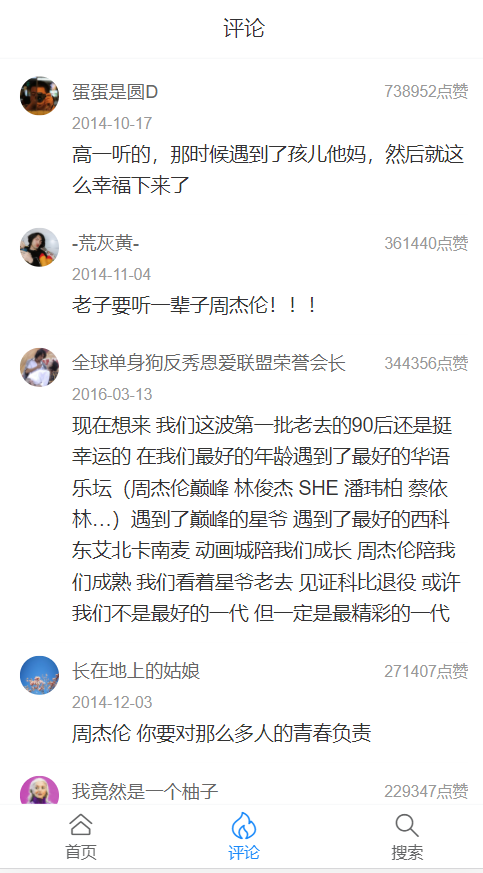 评论
蛋蛋是圆D 738952点赞
2014-10-17
高一听的，那时候遇到了孩儿他妈，然后就这
么幸福下来了
-荒灰黄- 361440点赞
2014-11-04
老子要听一辈子周杰伦！！！
全球单身狗反秀恩爱联盟荣誉会长 344356点赞
2016-03-13
现在想来 我们这波第一批老去的90后还是挺
幸运的 在我们最好的年龄遇到了最好的华语
乐坛（周杰伦巅峰 林俊杰 SHE 潘玮柏 蔡依
林…）遇到了巅峰的星爷 遇到了最好的西科
东艾北卡南麦 动画城陪我们成长 周杰伦陪我
们成熟 我们看着星爷老去 见证科比退役 或许
我们不是最好的一代 但一定是最精彩的一代
长在地上的姑娘 271407点赞
2014-12-03
周杰伦 你要对那么多人的青春负责
我竟然是一个柚子 229347点赞
首页 评论 搜索